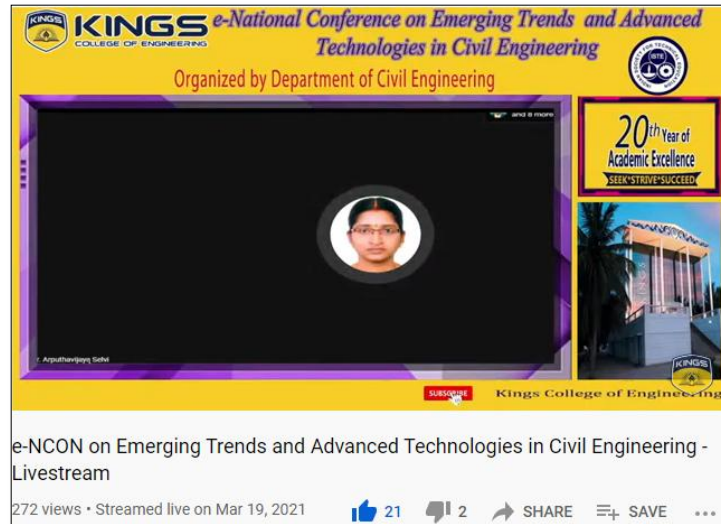 KINGS
COLLEGE OF ENGINEERING
e-National Conference on Emerging Trends and Advanced
Technologies in Civil Engineering
Organized by Department of Civil Engineering
ISTE
and 8 more
20th Year of
Academic Excellence
SEEK*STRIVE*SUCCEED
KINGS
Arputhavijaya Selvi
KINGS
SUBSCRIBE
Kings College of Engineering
e-NCON on Emerging Trends and Advanced Technologies in Civil Engineering -
Livestream
272 views • Streamed live on Mar 19, 2021
21
2
SHARE
SAVE